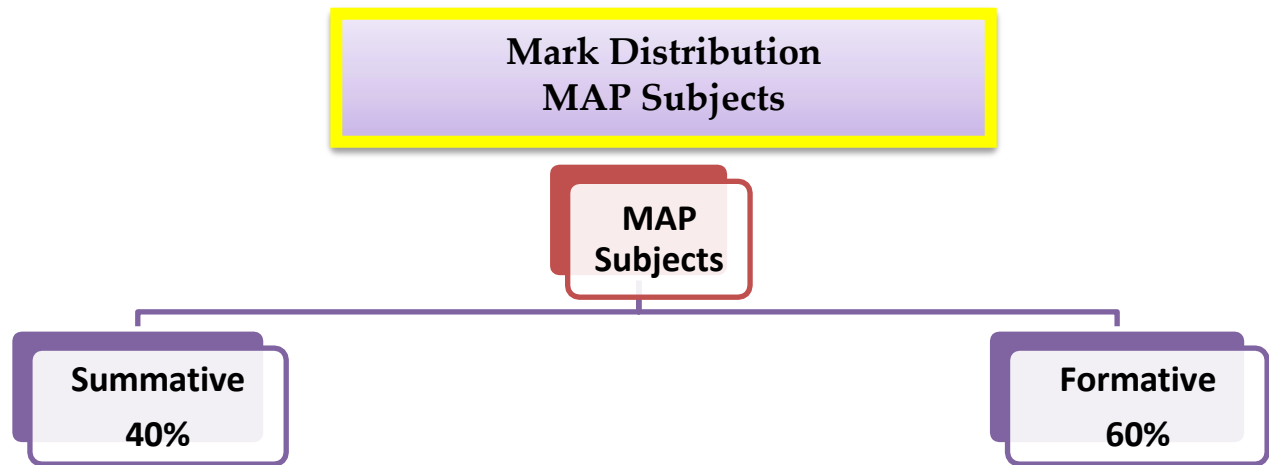 Mark Distribution
MAP Subjects
MAP
Subjects
Summative
40%
Formative
60%